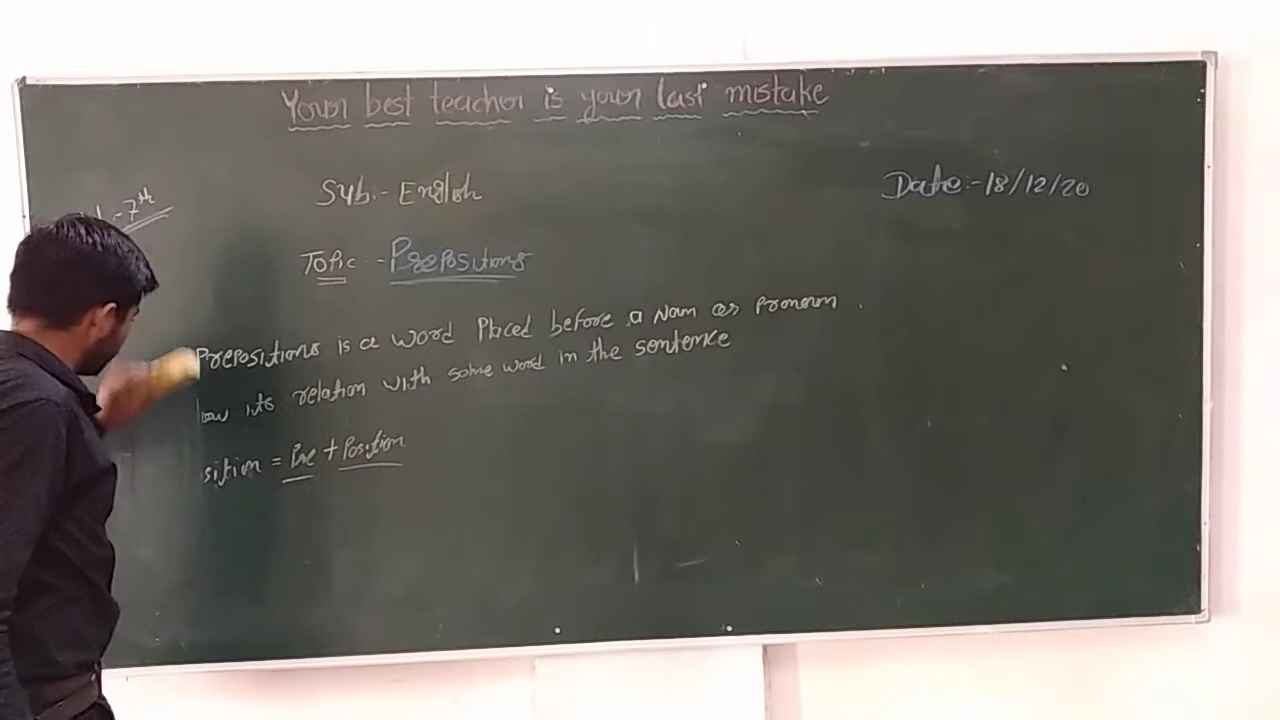 Your best teacher is your last mistake
:-7th
Sub:- English
Date:-18/12/20
Topic :- Prepositions
Prepositions is a word Placed before a Noun or Pronoun
its relation with some word in the sentence
sition = Pre + Position